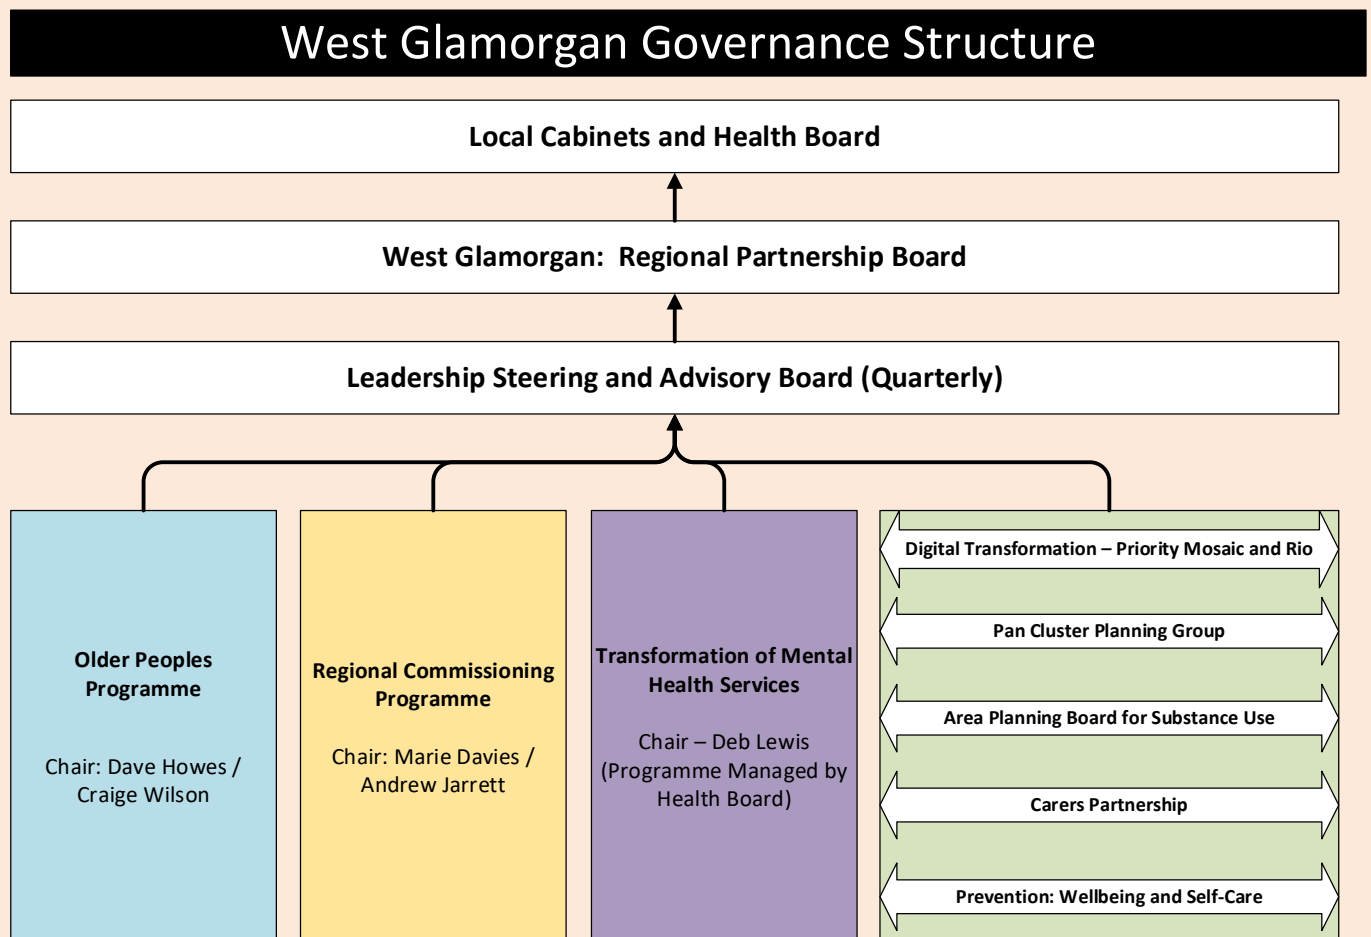 West Glamorgan Governance Structure
Local Cabinets and Health Board
West Glamorgan:  Regional Partnership Board
Leadership Steering and Advisory Board (Quarterly)
Older Peoples
Programme
Chair: Dave Howes /
Craige Wilson
Regional Commissioning
Programme
Chair: Marie Davies /
Andrew Jarrett
Transformation of Mental
Health Services
Chair – Deb Lewis
(Programme Managed by
Health Board)
Digital Transformation – Priority Mosaic and Rio
Pan Cluster Planning Group
Area Planning Board for Substance Use
Carers Partnership
Prevention: Wellbeing and Self-Care